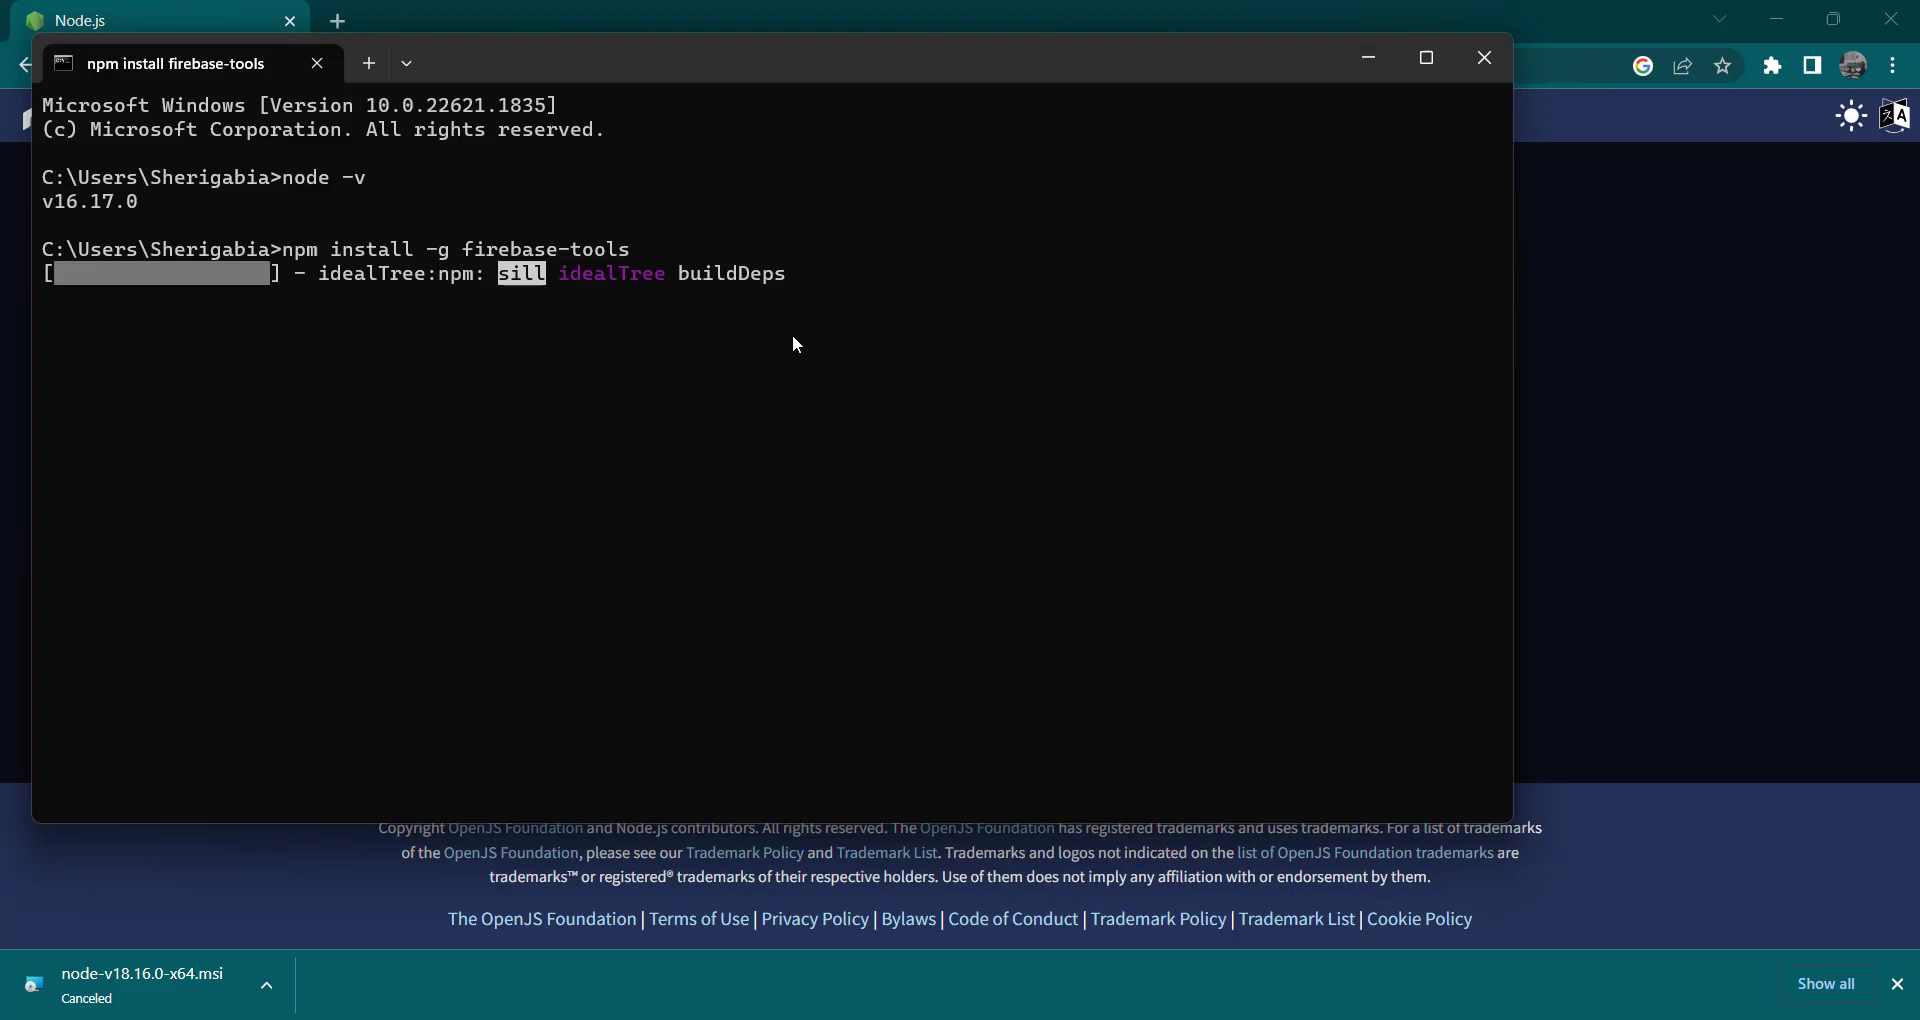 Node.js
npm install firebase-tools
Microsoft Windows [Version 10.0.22621.1835]
(c) Microsoft Corporation. All rights reserved.
C:\Users\Sherigabia>node -v
v16.17.0
C:\Users\Sherigabia>npm install -g firebase-tools
[                  ] - idealTree:npm: sill idealTree buildDeps
Copyright OpenJS Foundation and Node.js contributors. All rights reserved. The OpenJS Foundation has registered trademarks and uses trademarks. For a list of trademarks
of the OpenJS Foundation, please see our Trademark Policy and Trademark List. Trademarks and logos not indicated on the list of OpenJS Foundation trademarks are
trademarks™ or registered® trademarks of their respective holders. Use of them does not imply any affiliation with or endorsement by them.
The OpenJS Foundation | Terms of Use | Privacy Policy | Bylaws | Code of Conduct | Trademark Policy | Trademark List | Cookie Policy
node-v18.16.0-x64.msi
Canceled
Show all